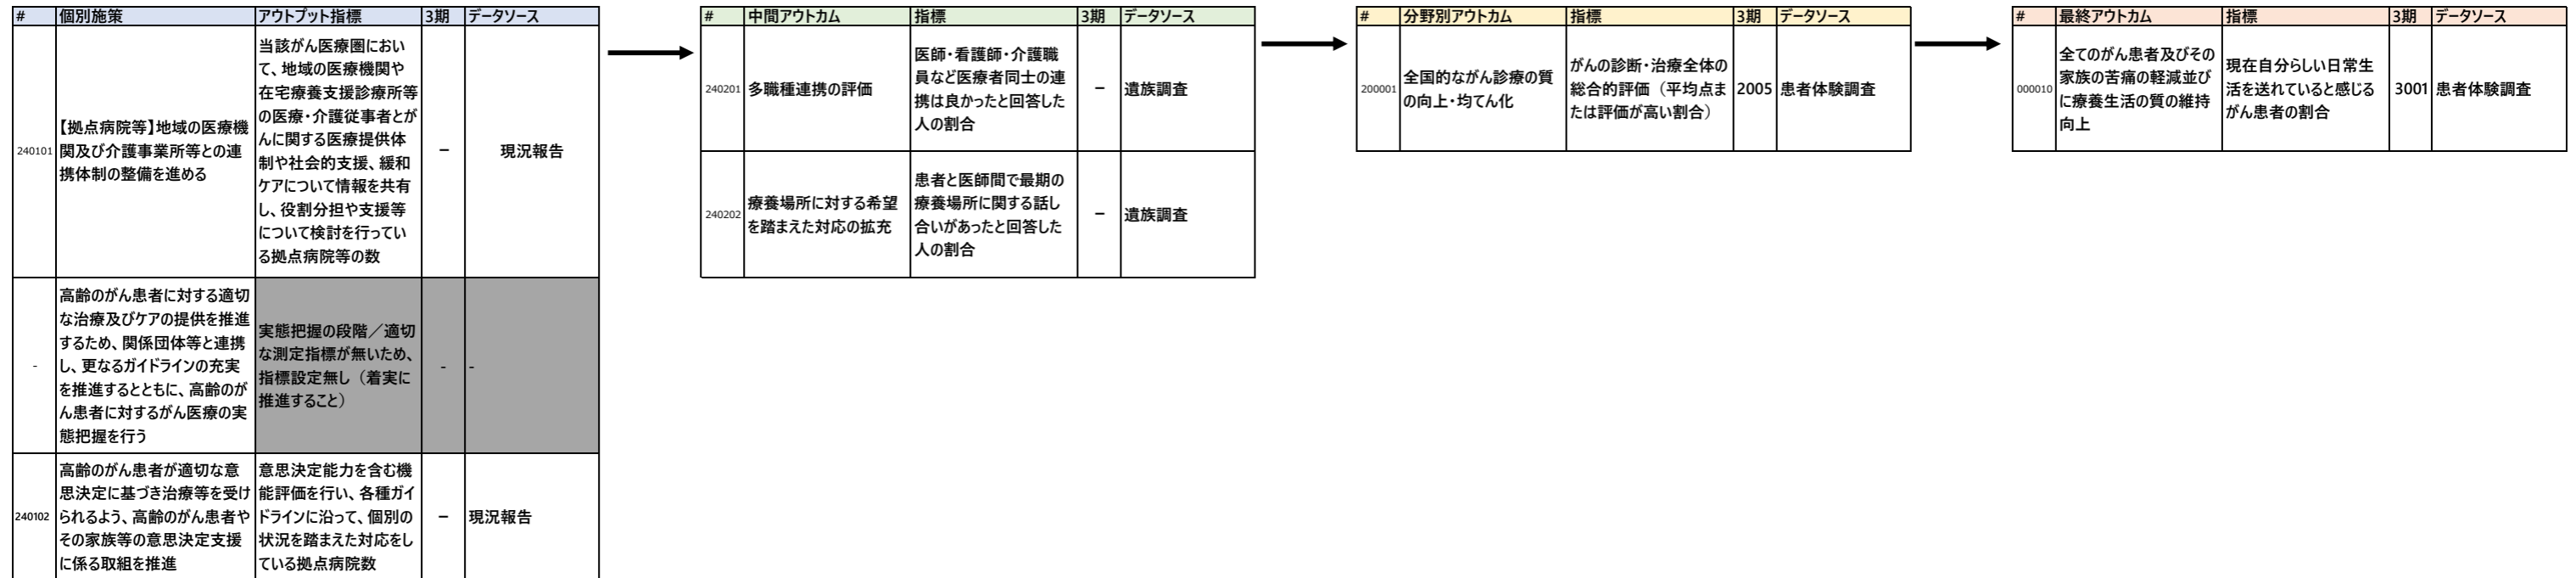 # 個別施策 アウトプット指標 3期 データソース
240101
【拠点病院等】地域の医療機
関及び介護事業所等との連
携体制の整備を進める
当該がん医療圏におい
て、地域の医療機関や
在宅療養支援診療所等
の医療・介護従事者とが
んに関する医療提供体
制や社会的支援、緩和
ケアについて情報を共有
し、役割分担や支援等
について検討を行ってい
る拠点病院等の数
－
現況報告
-
高齢のがん患者に対する適切
な治療及びケアの提供を推進
するため、関係団体等と連携
し、更なるガイドラインの充実
を推進するとともに、高齢のが
ん患者に対するがん医療の実
態把握を行う
実態把握の段階／適切
な測定指標が無いため、
指標設定無し（着実に
推進すること）
-
-
240102
高齢のがん患者が適切な意
思決定に基づき治療等を受け
られるよう、高齢のがん患者や
その家族等の意思決定支援
に係る取組を推進
意思決定能力を含む機
能評価を行い、各種ガイ
ドラインに沿って、個別の
状況を踏まえた対応をし
ている拠点病院数
－
現況報告
# 中間アウトカム 指標 3期 データソース
240201
多職種連携の評価
医師・看護師・介護職
員など医療者同士の連
携は良かったと回答した
人の割合
－
遺族調査
240202
療養場所に対する希望
を踏まえた対応の拡充
患者と医師間で最期の
療養場所に関する話し
合いがあったと回答した
人の割合
－
遺族調査
# 分野別アウトカム 指標 3期 データソース
200001
全国的ながん診療の質
の向上・均てん化
がんの診断・治療全体の
総合的評価（平均点ま
たは評価が高い割合）
2005
患者体験調査
# 最終アウトカム 指標 3期 データソース
000010
全てのがん患者及びその
家族の苦痛の軽減並び
に療養生活の質の維持
向上
現在自分らしい日常生
活を送れていると感じる
がん患者の割合
3001
患者体験調査